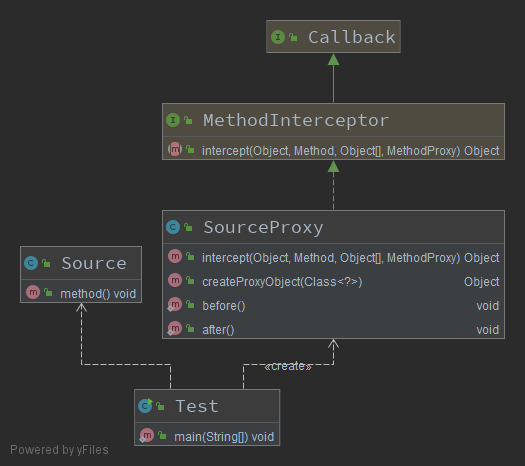 Callback
MethodInterceptor
intercept(Object, Method, Object[], MethodProxy) Object
SourceProxy
intercept(Object, Method, Object[], MethodProxy) Object
createProxyObject(Class<?>) Object
before() void
after() void
Source
method() void
«create»
Test
main(String[]) void
Powered by yFiles